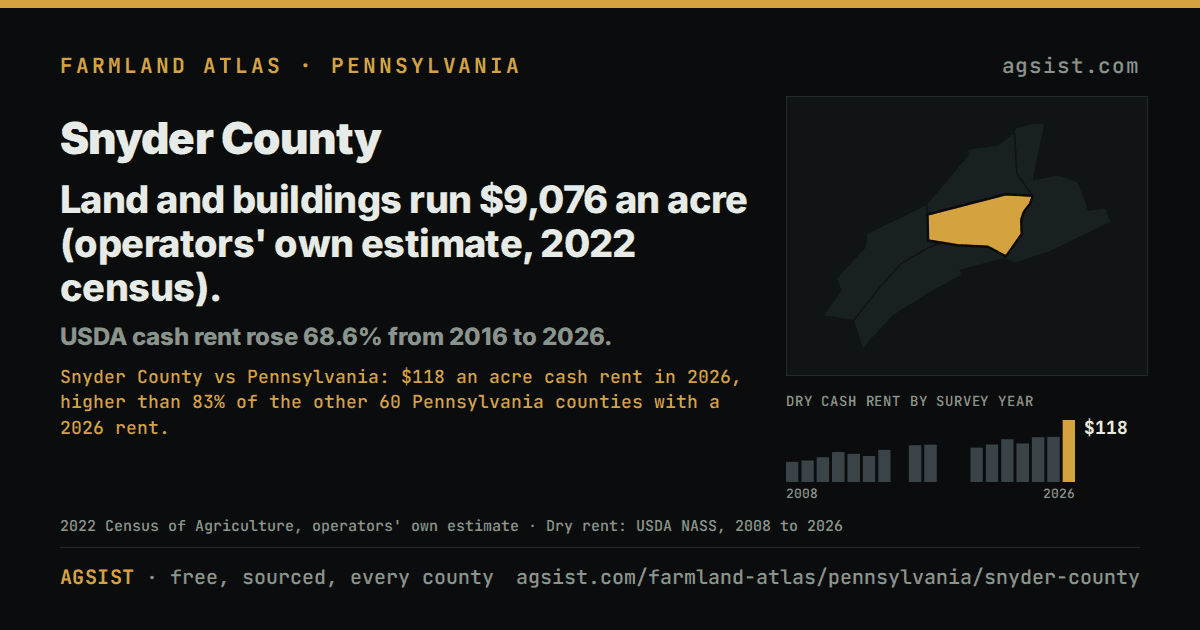 FARMLAND ATLAS · PENNSYLVANIA
agsist.com
Snyder County
Land and buildings run $9,076 an acre
(operators' own estimate, 2022
census).
USDA cash rent rose 68.6% from 2016 to 2026.
Snyder County vs Pennsylvania: $118 an acre cash rent in 2026,
higher than 83% of the other 60 Pennsylvania counties with a
2026 rent.
DRY CASH RENT BY SURVEY YEAR
$118
2008 2026
2022 Census of Agriculture, operators' own estimate · Dry rent: USDA NASS, 2008 to 2026
AGSIST · free, sourced, every county agsist.com/farmland-atlas/pennsylvania/snyder-county